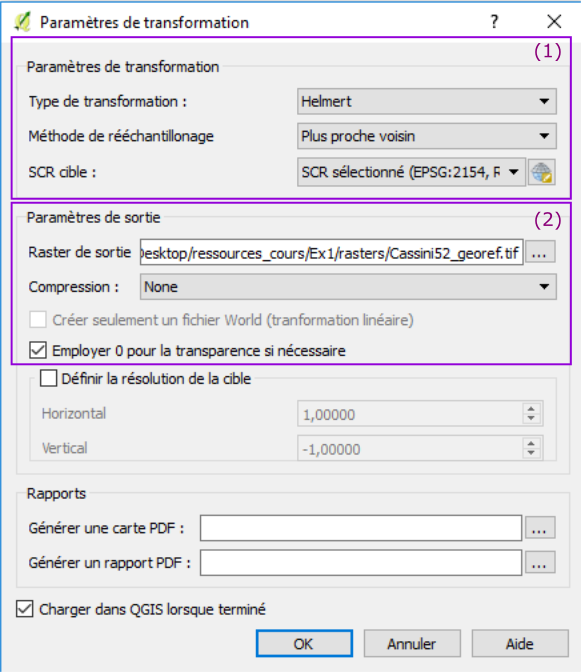 Paramètres de transformation
?
(1)
Paramètres de transformation
Type de transformation : Helmert
Méthode de rééchantillonage Plus proche voisin
SCR cible : SCR sélectionné (EPSG:2154, R
(2)
Paramètres de sortie
Raster de sortie Desktop/ressources_cours/Ex1/rasters/Cassini52_georef.tif ...
Compression : None
Créer seulement un fichier World (tranformation linéaire)
Employer 0 pour la transparence si nécessaire
Définir la résolution de la cible
Horizontal 1,00000
Vertical -1,00000
Rapports
Générer une carte PDF : ...
Générer un rapport PDF : ...
Charger dans QGIS lorsque terminé
OK Annuler Aide